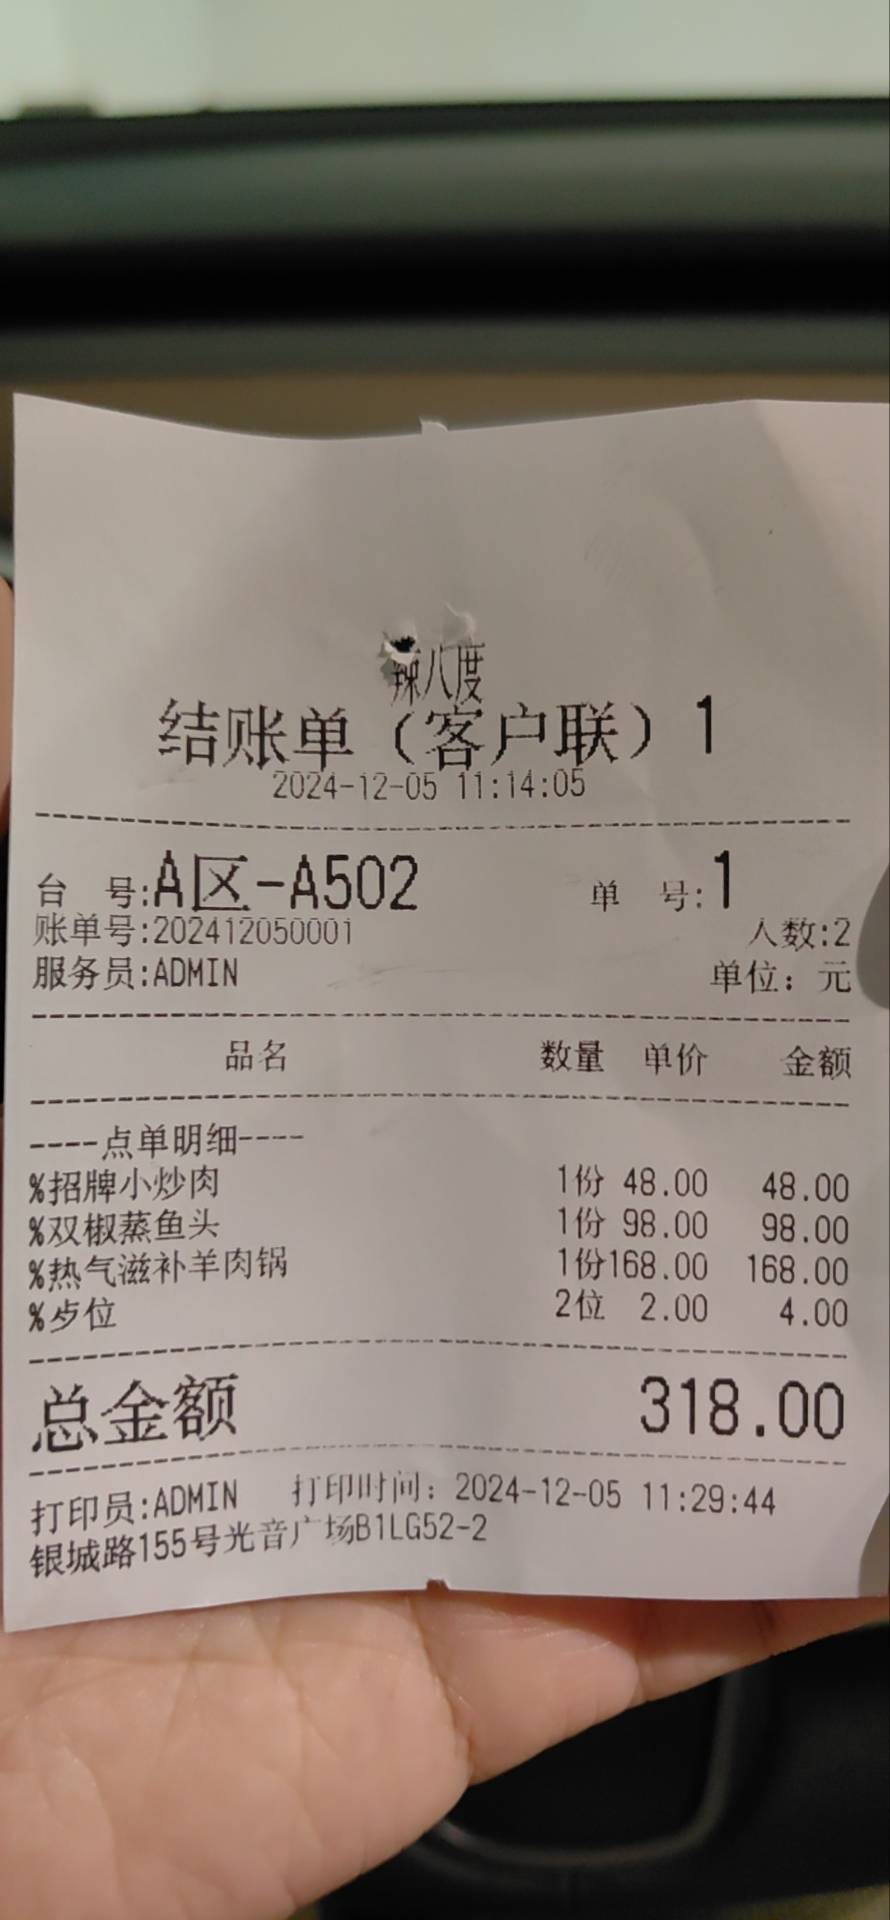 辣八度
结账单（客户联）1
2024-12-05 11:14:05
台 号:A区-A502 单 号:1
账单号:202412050001 人数:2
服务员:ADMIN 单位：元
品名 数量 单价 金额
----点单明细----
%招牌小炒肉 1份 48.00 48.00
%双椒蒸鱼头 1份 98.00 98.00
%热气滋补羊肉锅 1份168.00 168.00
%歺位 2位 2.00 4.00
总金额 318.00
打印员:ADMIN 打印时间：2024-12-05 11:29:44
银城路155号光音广场B1LG52-2